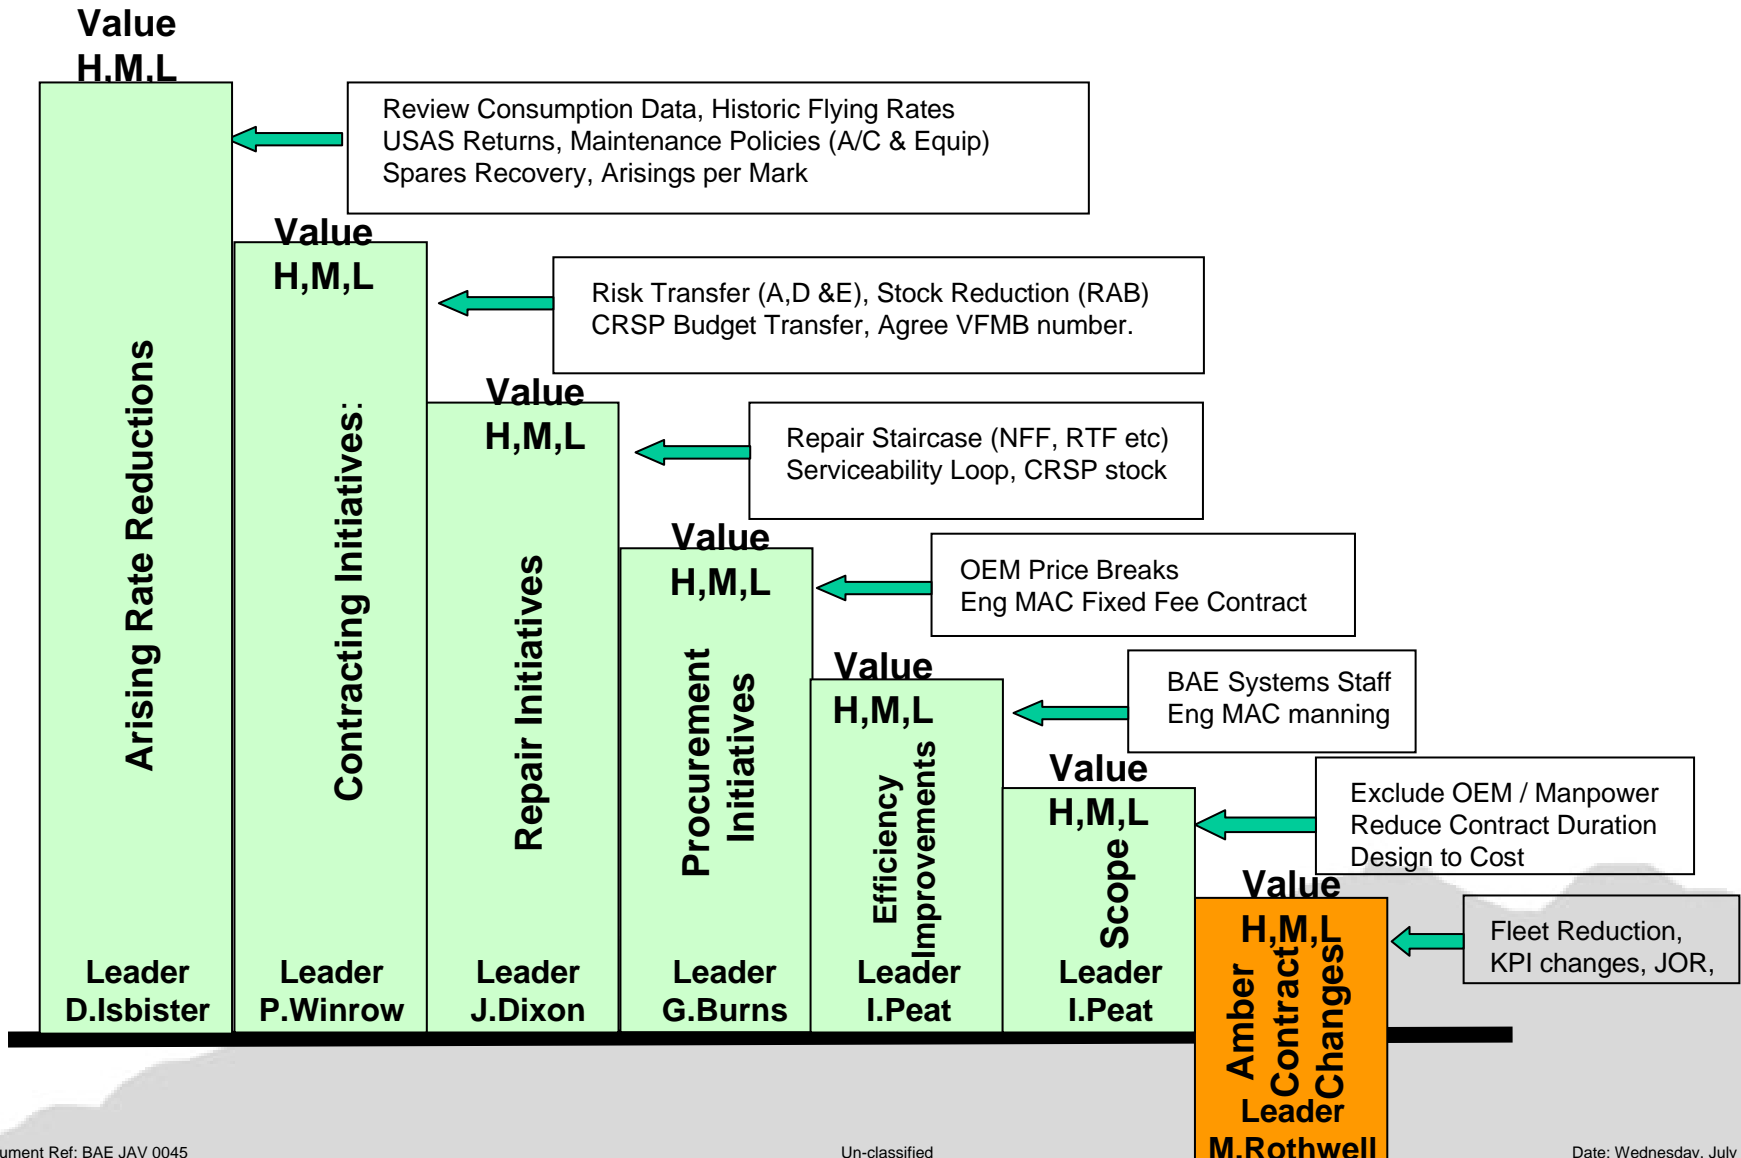 Value
H,M,L
Review Consumption Data, Historic Flying Rates
USAS Returns, Maintenance Policies (A/C & Equip)
Spares Recovery, Arisings per Mark
Arising Rate Reductions
Leader
D.Isbister
Value
H,M,L
Risk Transfer (A,D &E), Stock Reduction (RAB)
CRSP Budget Transfer, Agree VFMB number.
Contracting Initiatives:
Leader
P.Winrow
Value
H,M,L
Repair Staircase (NFF, RTF etc)
Serviceability Loop, CRSP stock
Repair Initiatives
Leader
J.Dixon
Value
H,M,L
OEM Price Breaks
Eng MAC Fixed Fee Contract
Procurement
Initiatives
Leader
G.Burns
Value
H,M,L
BAE Systems Staff
Eng MAC manning
Efficiency
Improvements
Leader
I.Peat
Value
H,M,L
Exclude OEM / Manpower
Reduce Contract Duration
Design to Cost
Scope
Leader
I.Peat
Value
H,M,L
Fleet Reduction,
KPI changes, JOR,
Amber
Contract
Changes
Leader
M.Rothwell
ument Ref: BAE JAV 0045
Un-classified
Date: Wednesday, July